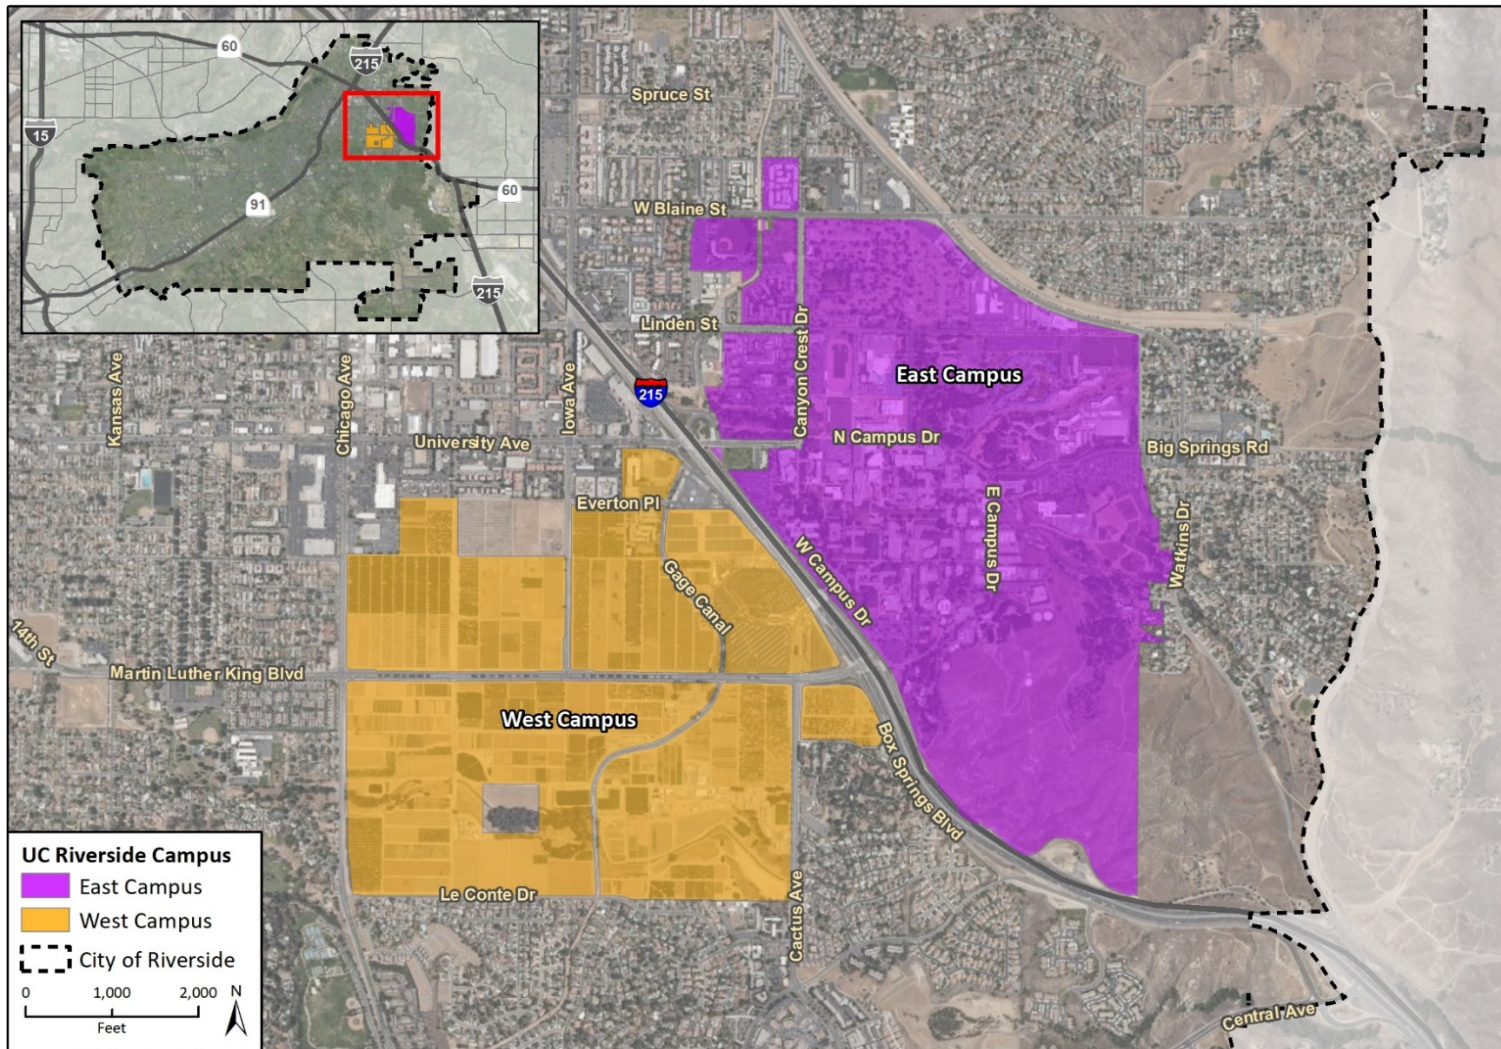 60
215
15
91
60
215
Spruce St
W Blaine St
Linden St
Canyon Crest Dr
East Campus
215
Kansas Ave
Chicago Ave
Iowa Ave
University Ave
N Campus Dr
Big Springs Rd
Everton Pl
E Campus Dr
Watkins Dr
W Campus Dr
Gage Canal
14th St
Martin Luther King Blvd
West Campus
Box Springs Blvd
Le Conte Dr
Cactus Ave
Central Ave
UC Riverside Campus
East Campus
West Campus
City of Riverside
0 1,000 2,000
Feet
N